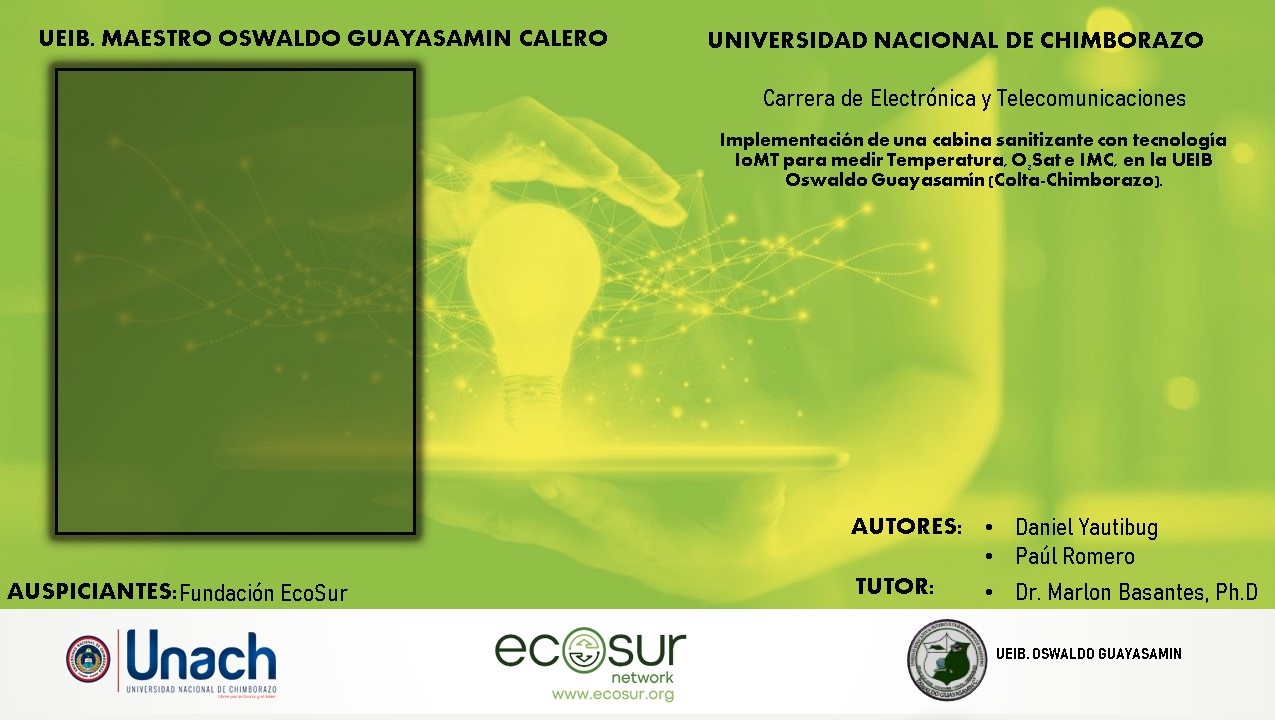 UEIB. MAESTRO OSWALDO GUAYASAMIN CALERO
UNIVERSIDAD NACIONAL DE CHIMBORAZO
Carrera de Electrónica y Telecomunicaciones
Implementación de una cabina sanitizante con tecnología
IoMT para medir Temperatura, O₂Sat e IMC, en la UEIB
Oswaldo Guayasamín (Colta-Chimborazo).
AUTORES:
• Daniel Yautibug
• Paúl Romero
TUTOR:
• Dr. Marlon Basantes, Ph.D
AUSPICIANTES: Fundación EcoSur
Unach
UNIVERSIDAD NACIONAL DE CHIMBORAZO
ecosur
network
www.ecosur.org
UEIB. OSWALDO GUAYASAMIN